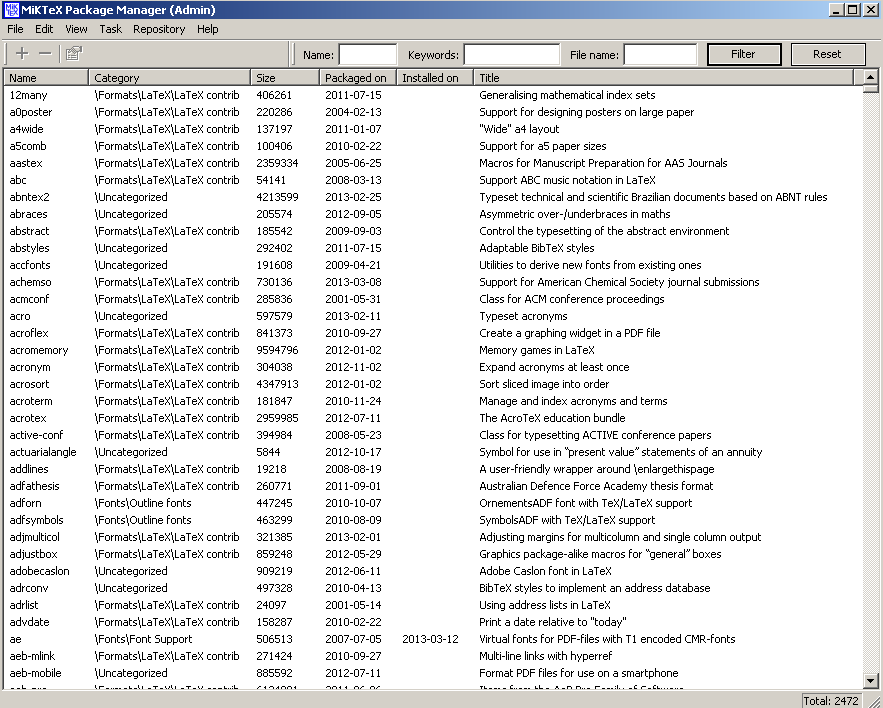 MiKTeX Package Manager (Admin)
File Edit View Task Repository Help
Name: Keywords: File name: Filter Reset
Name Category Size Packaged on Installed on Title
12many \Formats\LaTeX\LaTeX contrib 406261 2011-07-15 Generalising mathematical index sets
a0poster \Formats\LaTeX\LaTeX contrib 220286 2004-02-13 Support for designing posters on large paper
a4wide \Formats\LaTeX\LaTeX contrib 137197 2011-01-07 "Wide" a4 layout
a5comb \Formats\LaTeX\LaTeX contrib 100406 2010-02-22 Support for a5 paper sizes
aastex \Formats\LaTeX\LaTeX contrib 2359334 2005-06-25 Macros for Manuscript Preparation for AAS Journals
abc \Formats\LaTeX\LaTeX contrib 54141 2008-03-13 Support ABC music notation in LaTeX
abntex2 \Uncategorized 4213599 2013-02-25 Typeset technical and scientific Brazilian documents based on ABNT rules
abraces \Uncategorized 205574 2012-09-05 Asymmetric over-/underbraces in maths
abstract \Formats\LaTeX\LaTeX contrib 185542 2009-09-03 Control the typesetting of the abstract environment
abstyles \Uncategorized 292402 2011-07-15 Adaptable BibTeX styles
accfonts \Uncategorized 191608 2009-04-21 Utilities to derive new fonts from existing ones
achemso \Formats\LaTeX\LaTeX contrib 730136 2013-03-08 Support for American Chemical Society journal submissions
acmconf \Formats\LaTeX\LaTeX contrib 285836 2001-05-31 Class for ACM conference proceedings
acro \Uncategorized 597579 2013-02-11 Typeset acronyms
acroflex \Formats\LaTeX\LaTeX contrib 841373 2010-09-27 Create a graphing widget in a PDF file
acromemory \Formats\LaTeX\LaTeX contrib 9594796 2012-01-02 Memory games in LaTeX
acronym \Formats\LaTeX\LaTeX contrib 304038 2012-11-02 Expand acronyms at least once
acrosort \Formats\LaTeX\LaTeX contrib 4347913 2012-01-02 Sort sliced image into order
acroterm \Formats\LaTeX\LaTeX contrib 181847 2010-11-24 Manage and index acronyms and terms
acrotex \Formats\LaTeX\LaTeX contrib 2959985 2012-07-11 The AcroTeX education bundle
active-conf \Formats\LaTeX\LaTeX contrib 394984 2008-05-23 Class for typesetting ACTIVE conference papers
actuarialangle \Uncategorized 5844 2012-10-17 Symbol for use in “present value” statements of an annuity
addlines \Formats\LaTeX\LaTeX contrib 19218 2008-08-19 A user-friendly wrapper around \enlargethispage
adfathesis \Formats\LaTeX\LaTeX contrib 260771 2011-09-01 Australian Defence Force Academy thesis format
adforn \Fonts\Outline fonts 447245 2010-10-07 OrnementsADF font with TeX/LaTeX support
adfsymbols \Fonts\Outline fonts 463299 2010-08-09 SymbolsADF with TeX/LaTeX support
adjmulticol \Formats\LaTeX\LaTeX contrib 321385 2013-02-01 Adjusting margins for multicolumn and single column output
adjustbox \Formats\LaTeX\LaTeX contrib 859248 2012-05-29 Graphics package-alike macros for “general” boxes
adobecaslon \Uncategorized 909219 2012-06-11 Adobe Caslon font in LaTeX
adrconv \Uncategorized 497328 2010-04-13 BibTeX styles to implement an address database
adrlist \Formats\LaTeX\LaTeX contrib 24097 2001-05-14 Using address lists in LaTeX
advdate \Formats\LaTeX\LaTeX contrib 158287 2010-02-22 Print a date relative to "today"
ae \Fonts\Font Support 506513 2007-07-05 2013-03-12 Virtual fonts for PDF-files with T1 encoded CMR-fonts
aeb-mlink \Formats\LaTeX\LaTeX contrib 271424 2010-09-27 Multi-line links with hyperref
aeb-mobile \Uncategorized 885592 2012-07-11 Format PDF files for use on a smartphone
Total: 2472